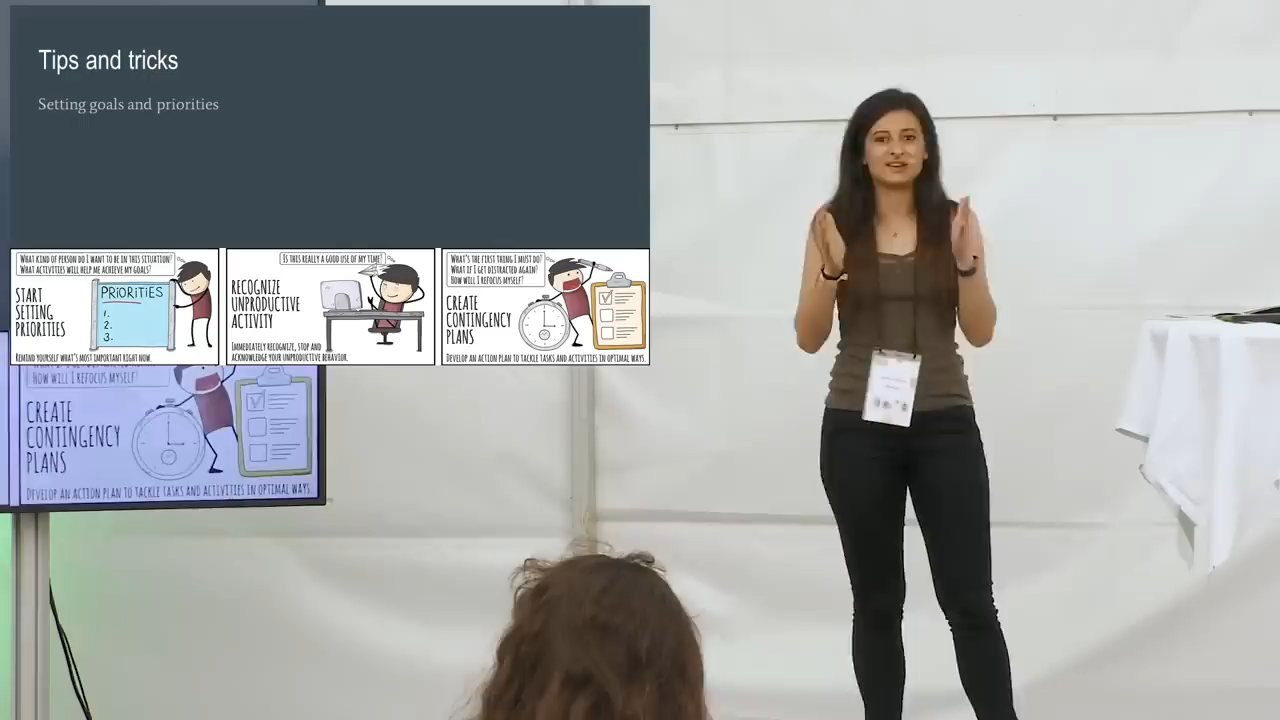 Tips and tricks
Setting goals and priorities
WHAT KIND OF PERSON DO I WANT TO BE IN THIS SITUATION?
WHAT ACTIVITIES WILL HELP ME ACHIEVE MY GOALS?
START
SETTING
PRIORITIES
PRIORITIES
1.
2.
3.
REMIND YOURSELF WHAT'S MOST IMPORTANT RIGHT NOW.
IS THIS REALLY A GOOD USE OF MY TIME?
RECOGNIZE
UNPRODUCTIVE
ACTIVITY
IMMEDIATELY RECOGNIZE, STOP AND
ACKNOWLEDGE YOUR UNPRODUCTIVE BEHAVIOR.
WHAT'S THE FIRST THING I MUST DO?
WHAT IF I GET DISTRACTED AGAIN?
HOW WILL I REFOCUS MYSELF?
CREATE
CONTINGENCY
PLANS
DEVELOP AN ACTION PLAN TO TACKLE TASKS AND ACTIVITIES IN OPTIMAL WAYS.
HOW WILL I REFOCUS MYSELF?
CREATE
CONTINGENCY
PLANS
DEVELOP AN ACTION PLAN TO TACKLE TASKS AND ACTIVITIES IN OPTIMAL WAYS.